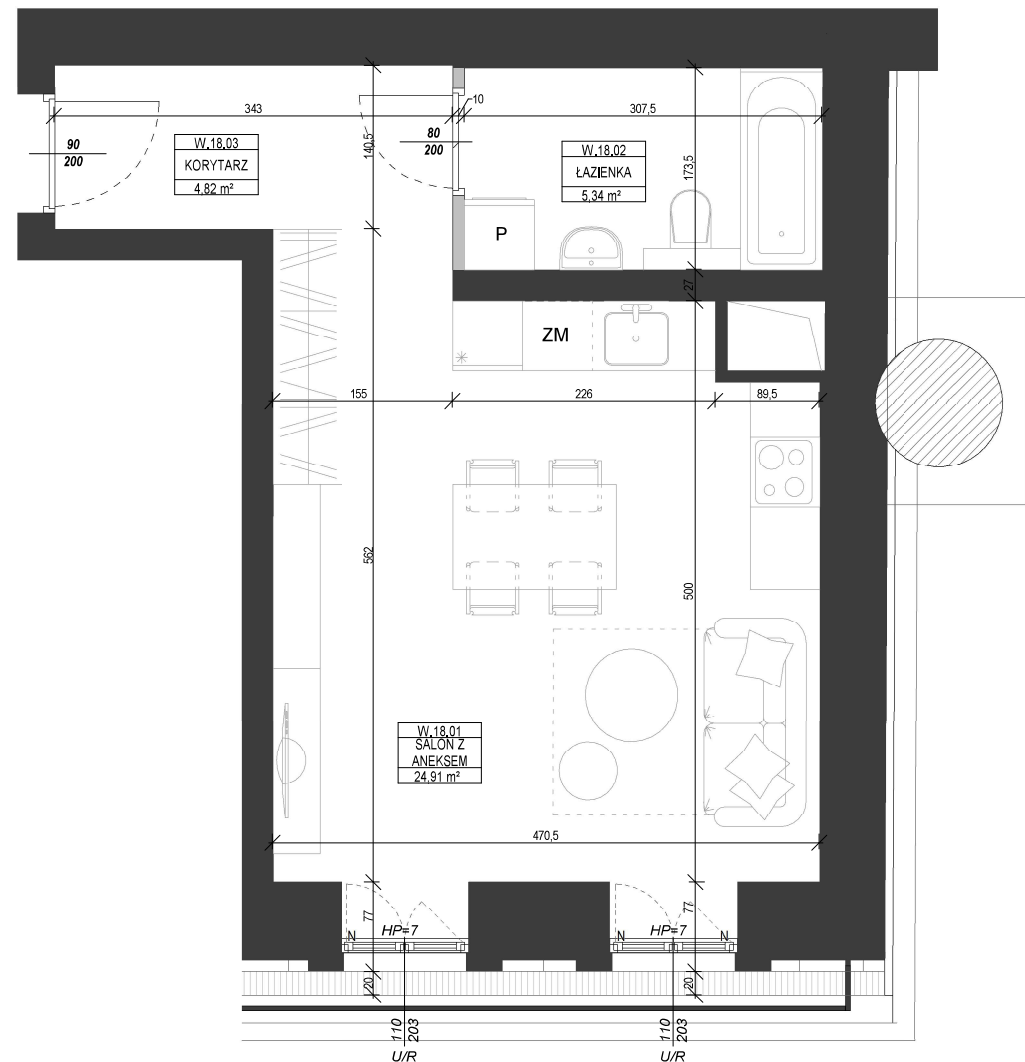 343
10
307,5
90
200
80
200
W.18.03
KORYTARZ
4,82 m²
140,5
W.18.02
ŁAZIENKA
5,34 m²
173,5
P
27
ZM
155
226
89,5
562
500
W.18.01
SALON Z
ANEKSEM
24,91 m²
470,5
77
77
N
HP=7
N
HP=7
N
20
20
110
203
U/R
110
203
U/R